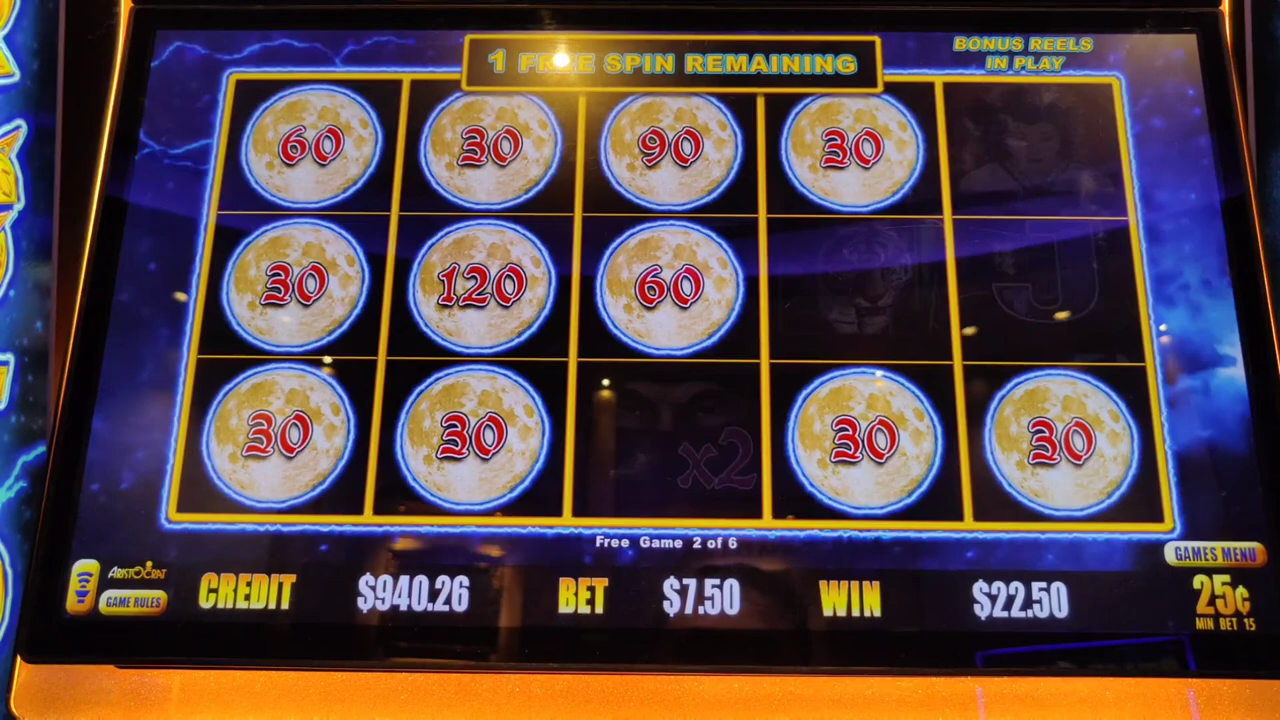 1 FREE SPIN REMAINING
BONUS REELS
IN PLAY
60 30 90 30
30 120 60
J
30 30 x2 30 30
Free Game 2 of 6
GAMES MENU
ARISTOCRAT
GAME RULES
CREDIT $940.26 BET $7.50 WIN $22.50
25¢
MIN BET 15